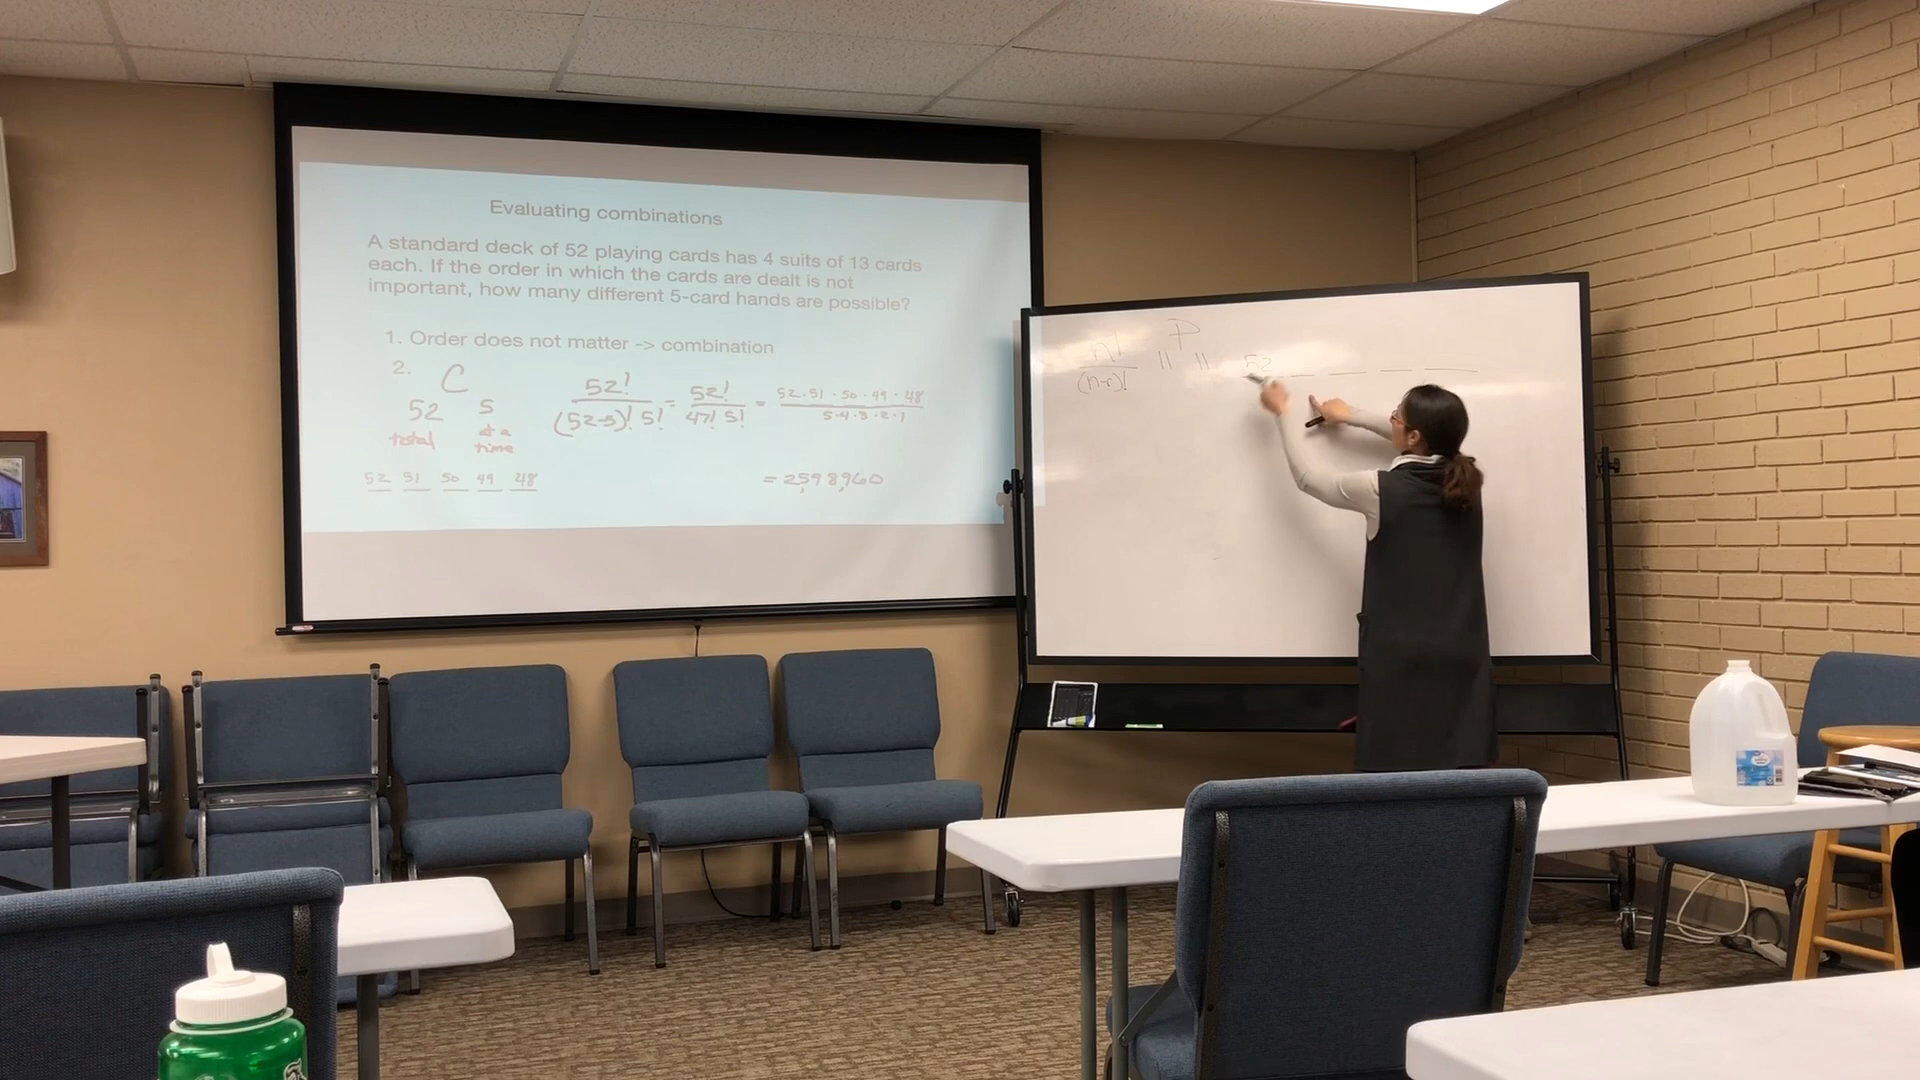 Evaluating combinations
A standard deck of 52 playing cards has 4 suits of 13 cards
each. If the order in which the cards are dealt is not
important, how many different 5-card hands are possible?
1. Order does not matter -> combination
2.
C
52 5
total at a
time
52!
(52-5)! 5!
=
52!
47! 5!
=
52·51·50·49·48
5·4·3·2·1
52 51 50 49 48
= 2,598,960
n!
(n-r)!
P
52